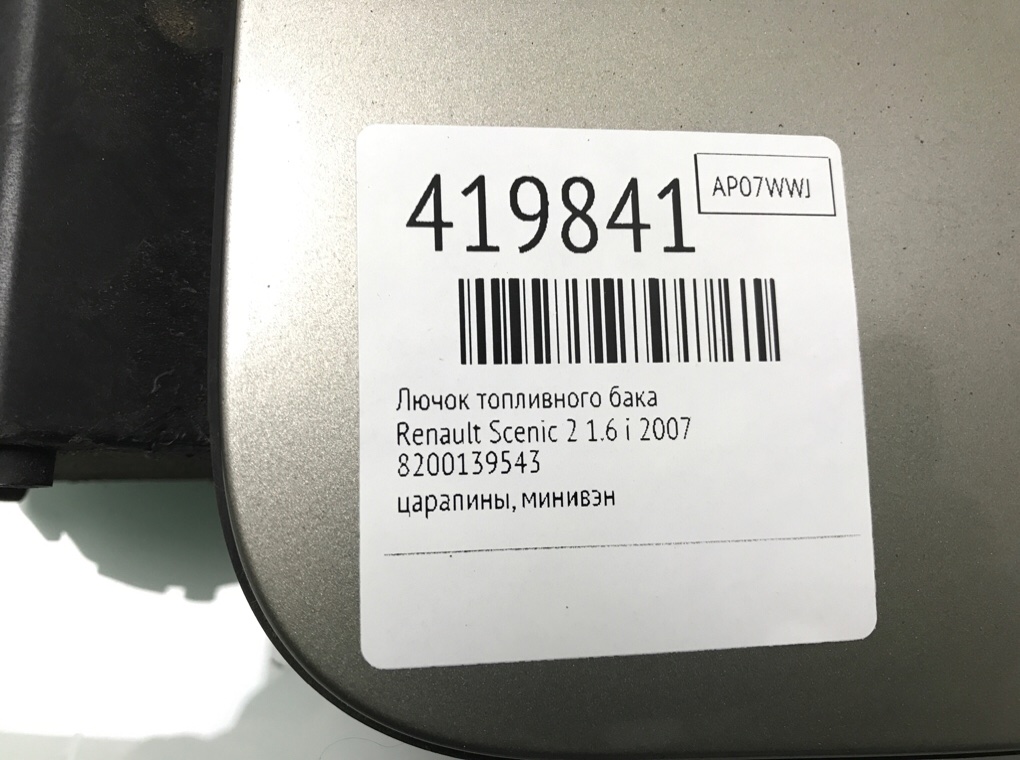 419841
AP07WWJ
Лючок топливного бака
Renault Scenic 2 1.6 i 2007
8200139543
царапины, минивэн